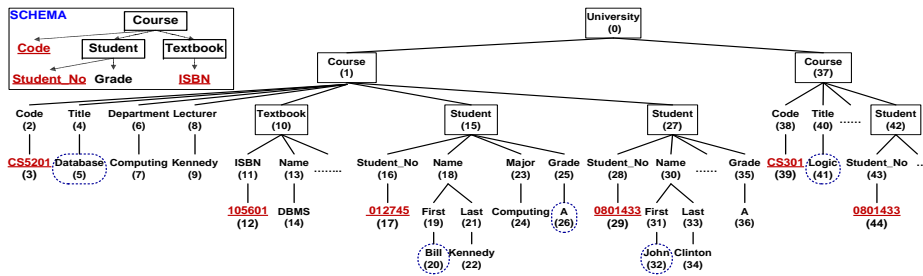 SCHEMA
Course
Code
Student
Textbook
Student_No
Grade
ISBN
University
(0)
Course
(1)
Course
(37)
Code
(2)
Title
(4)
Department
(6)
Lecturer
(8)
Textbook
(10)
Student
(15)
Student
(27)
Code
(38)
Title
(40)
......
Student
(42)
CS5201
(3)
Database
(5)
Computing
(7)
Kennedy
(9)
ISBN
(11)
Name
(13)
........
Student_No
(16)
Name
(18)
Major
(23)
Grade
(25)
Student_No
(28)
Name
(30)
......
Grade
(35)
CS301
(39)
Logic
(41)
Student_No
(43)
......
105601
(12)
DBMS
(14)
012745
(17)
First
(19)
Last
(21)
Computing
(24)
A
(26)
0801433
(29)
First
(31)
Last
(33)
A
(36)
0801433
(44)
Bill
(20)
Kennedy
(22)
John
(32)
Clinton
(34)